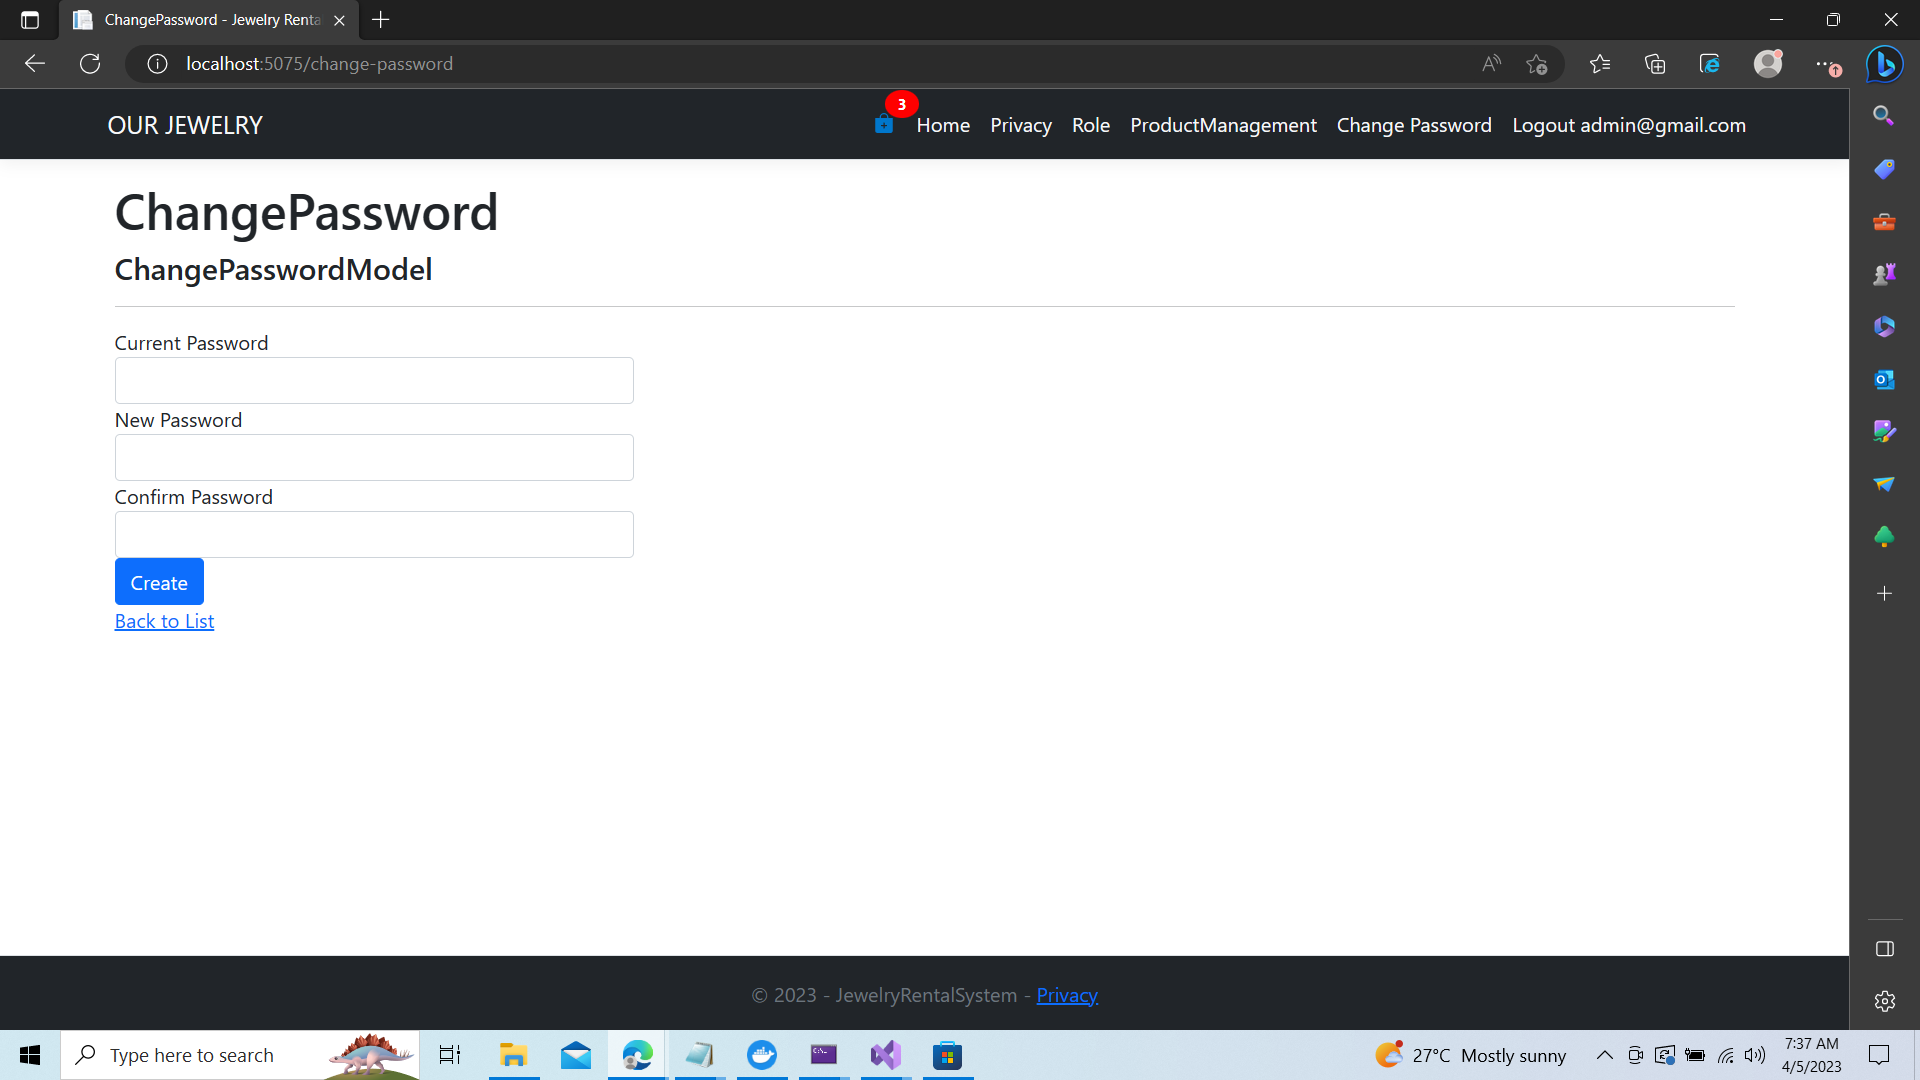 ChangePassword - Jewelry Renta
localhost:5075/change-password
OUR JEWELRY
3
Home Privacy Role ProductManagement Change Password Logout admin@gmail.com
ChangePassword
ChangePasswordModel
Current Password
New Password
Confirm Password
Create
Back to List
© 2023 - JewelryRentalSystem - Privacy
Type here to search
27°C Mostly sunny
7:37 AM
4/5/2023